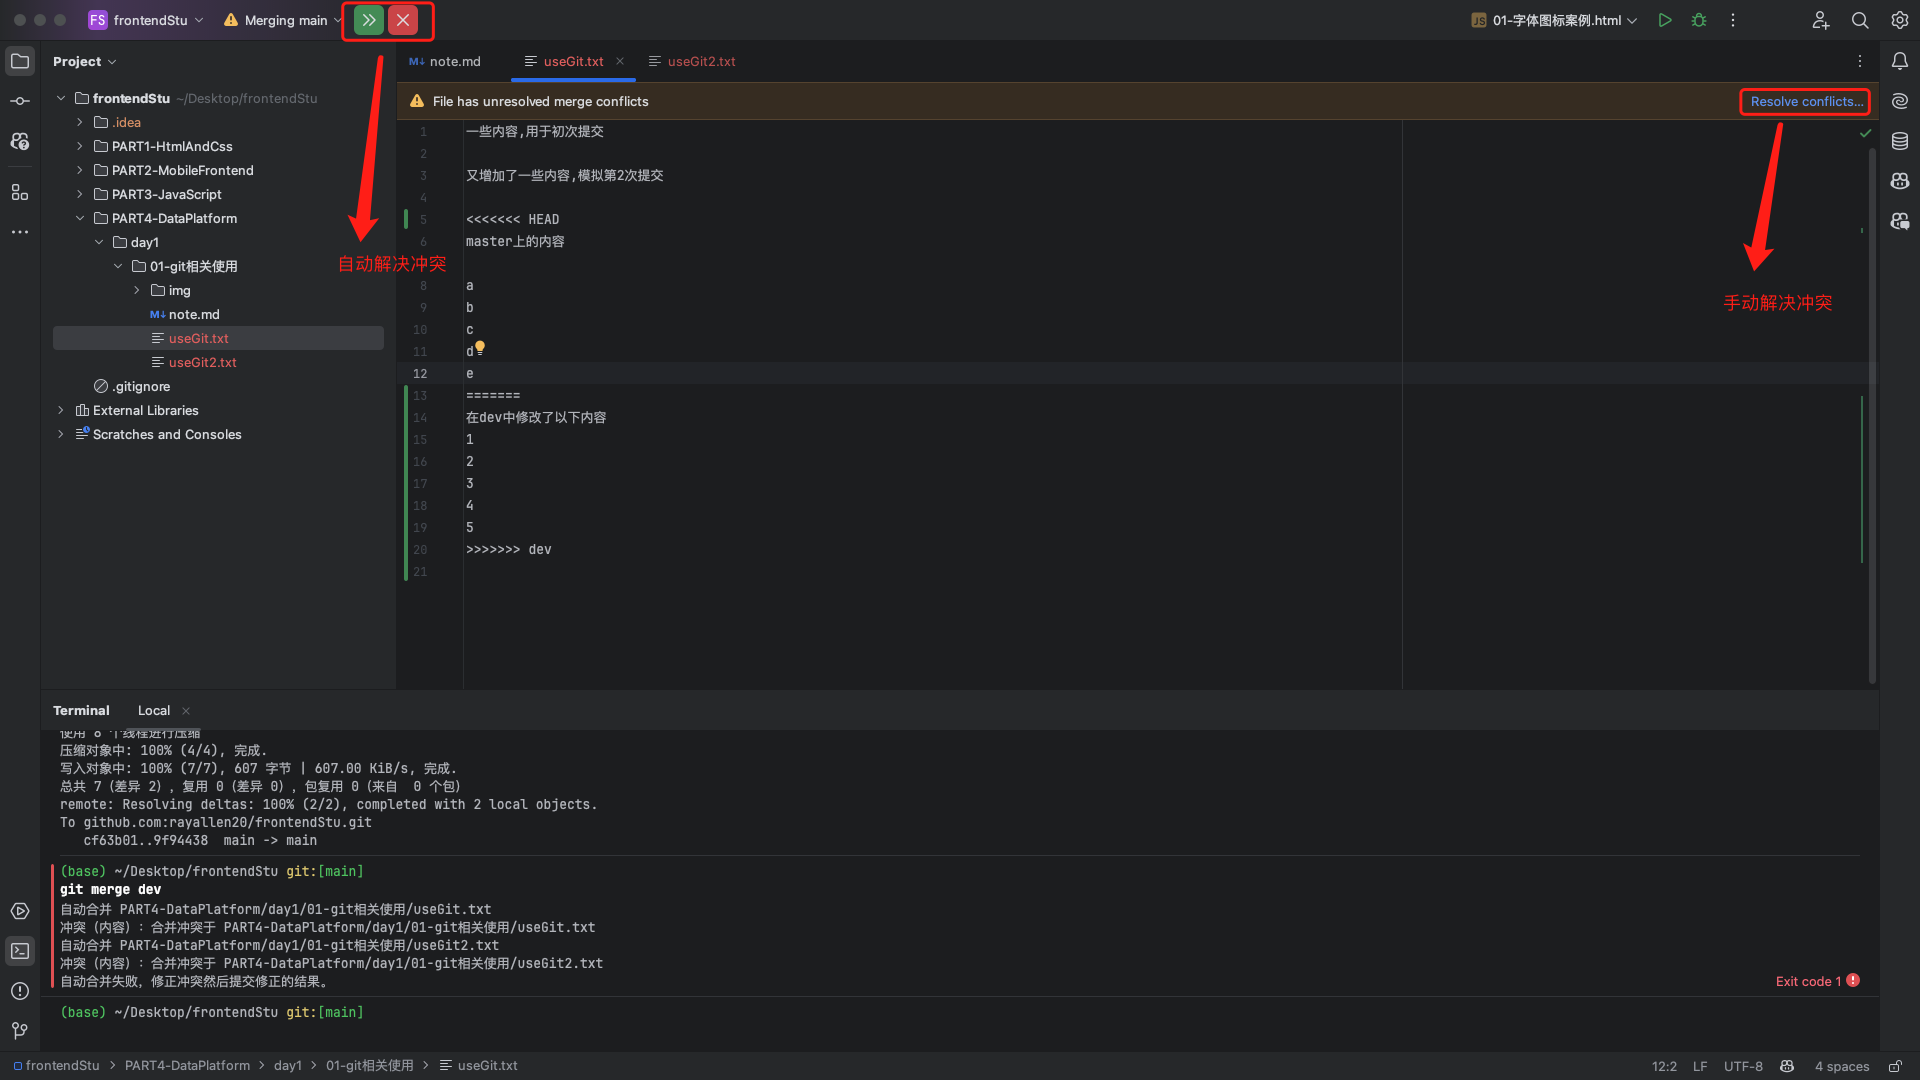 FS frontendStu
Merging main
JS 01-字体图标案例.html
Project
frontendStu ~/Desktop/frontendStu
.idea
PART1-HtmlAndCss
PART2-MobileFrontend
PART3-JavaScript
PART4-DataPlatform
day1
01-git相关使用
img
M↓ note.md
useGit.txt
useGit2.txt
.gitignore
External Libraries
Scratches and Consoles
自动解决冲突
M↓ note.md
useGit.txt
useGit2.txt
File has unresolved merge conflicts
Resolve conflicts...
手动解决冲突
1 一些内容,用于初次提交
2
3 又增加了一些内容,模拟第2次提交
4
5 <<<<<<< HEAD
6 master上的内容
8 a
9 b
10 c
11 d
12 e
13 =======
14 在dev中修改了以下内容
15 1
16 2
17 3
18 4
19 5
20 >>>>>>> dev
21
Terminal Local
使用 8 个线程进行压缩
压缩对象中: 100% (4/4), 完成.
写入对象中: 100% (7/7), 607 字节 | 607.00 KiB/s, 完成.
总共 7（差异 2），复用 0（差异 0），包复用 0（来自  0 个包）
remote: Resolving deltas: 100% (2/2), completed with 2 local objects.
To github.com:rayallen20/frontendStu.git
cf63b01..9f94438  main -> main
(base) ~/Desktop/frontendStu git:[main]
git merge dev
自动合并 PART4-DataPlatform/day1/01-git相关使用/useGit.txt
冲突（内容）：合并冲突于 PART4-DataPlatform/day1/01-git相关使用/useGit.txt
自动合并 PART4-DataPlatform/day1/01-git相关使用/useGit2.txt
冲突（内容）：合并冲突于 PART4-DataPlatform/day1/01-git相关使用/useGit2.txt
自动合并失败，修正冲突然后提交修正的结果。
Exit code 1
(base) ~/Desktop/frontendStu git:[main]
frontendStu > PART4-DataPlatform > day1 > 01-git相关使用 > useGit.txt
12:2 LF UTF-8 4 spaces